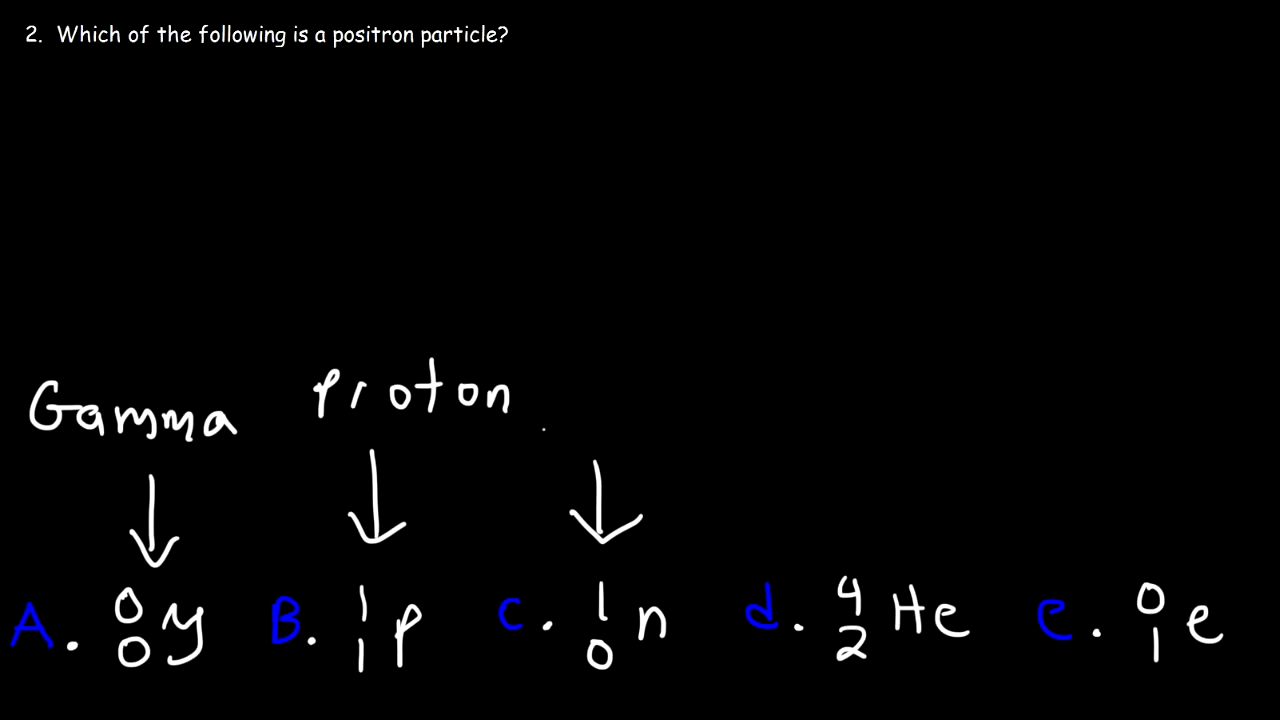 2. Which of the following is a positron particle?
Gamma proton
A. 0 0 γ B. 1 1 p c. 1 0 n d. 4 2 He e. 0 1 e